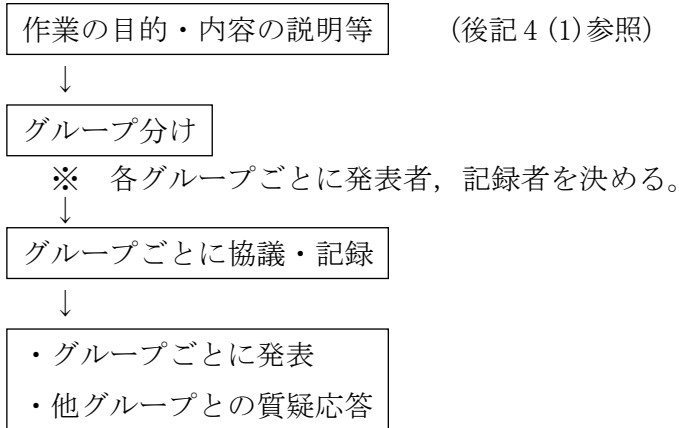 作業の目的・内容の説明等 (後記4(1)参照)
↓
グループ分け
※ 各グループごとに発表者，記録者を決める。
↓
グループごとに協議・記録
↓
・グループごとに発表
・他グループとの質疑応答